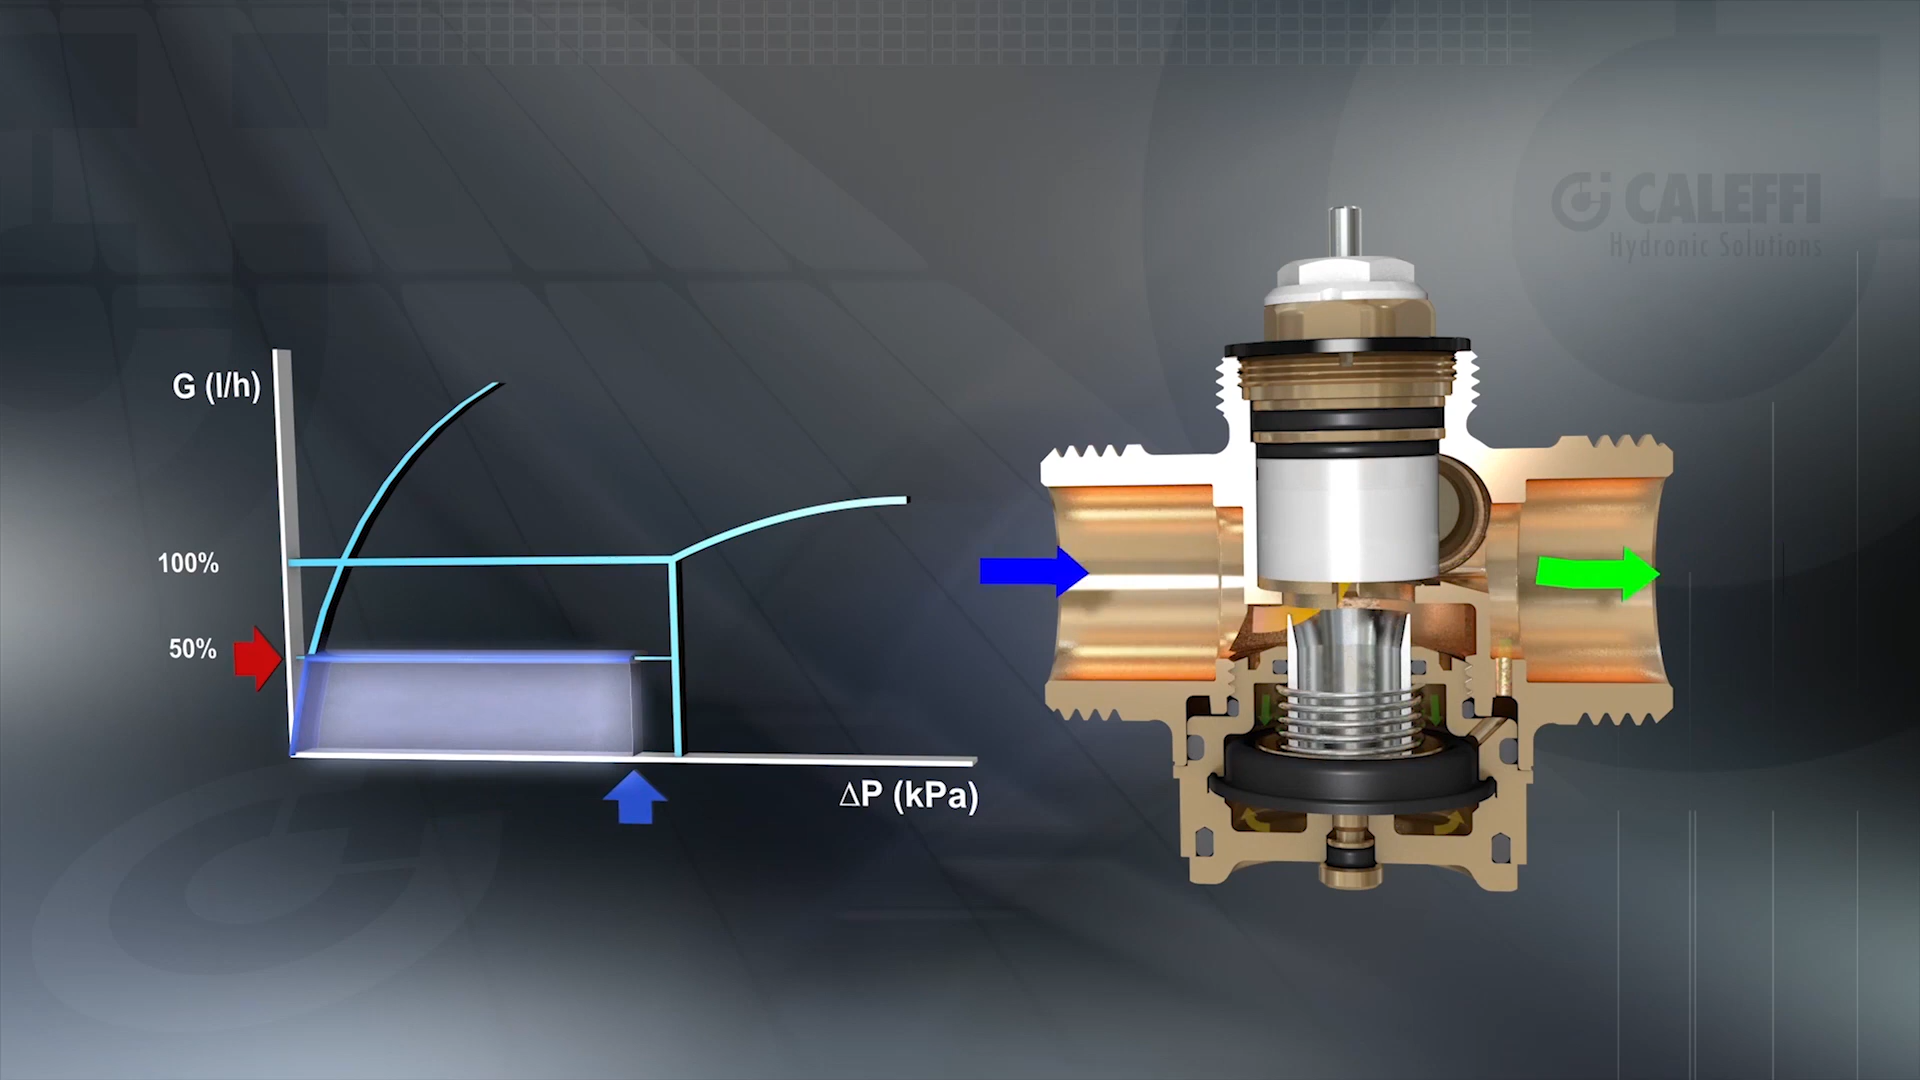 CALEFFI
Hydronic Solutions
G (l/h)
100%
50%
ΔP (kPa)